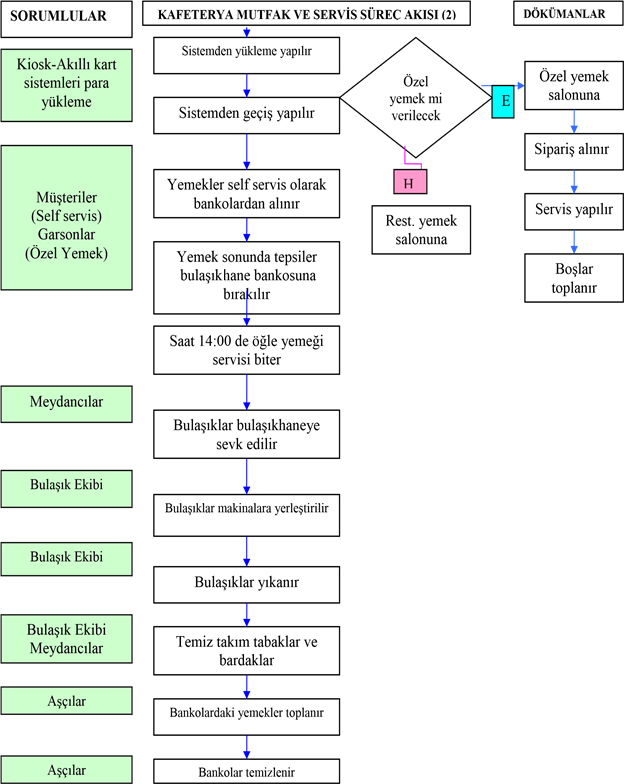 SORUMLULAR
KAFETERYA MUTFAK VE SERVİS SÜREC AKISI (2)
DÖKÜMANLAR
Kiosk-Akıllı kart
sistemleri para
yükleme
Sistemden yükleme yapılır
Sistemden geçiş yapılır
Özel
yemek mi
verilecek
E
H
Rest. yemek
salonuna
Özel yemek
salonuna
Sipariş alınır
Servis yapılır
Boşlar
toplanır
Müşteriler
(Self servis)
Garsonlar
(Özel Yemek)
Yemekler self servis olarak
bankolardan alınır
Yemek sonunda tepsiler
bulaşıkhane bankosuna
bırakılır
Saat 14:00 de öğle yemeği
servisi biter
Meydancılar
Bulaşıklar bulaşıkhaneye
sevk edilir
Bulaşık Ekibi
Bulaşıklar makinalara yerleştirilir
Bulaşık Ekibi
Bulaşıklar yıkanır
Bulaşık Ekibi
Meydancılar
Temiz takım tabaklar ve
bardaklar
Aşçılar
Bankolardaki yemekler toplanır
Aşçılar
Bankolar temizlenir